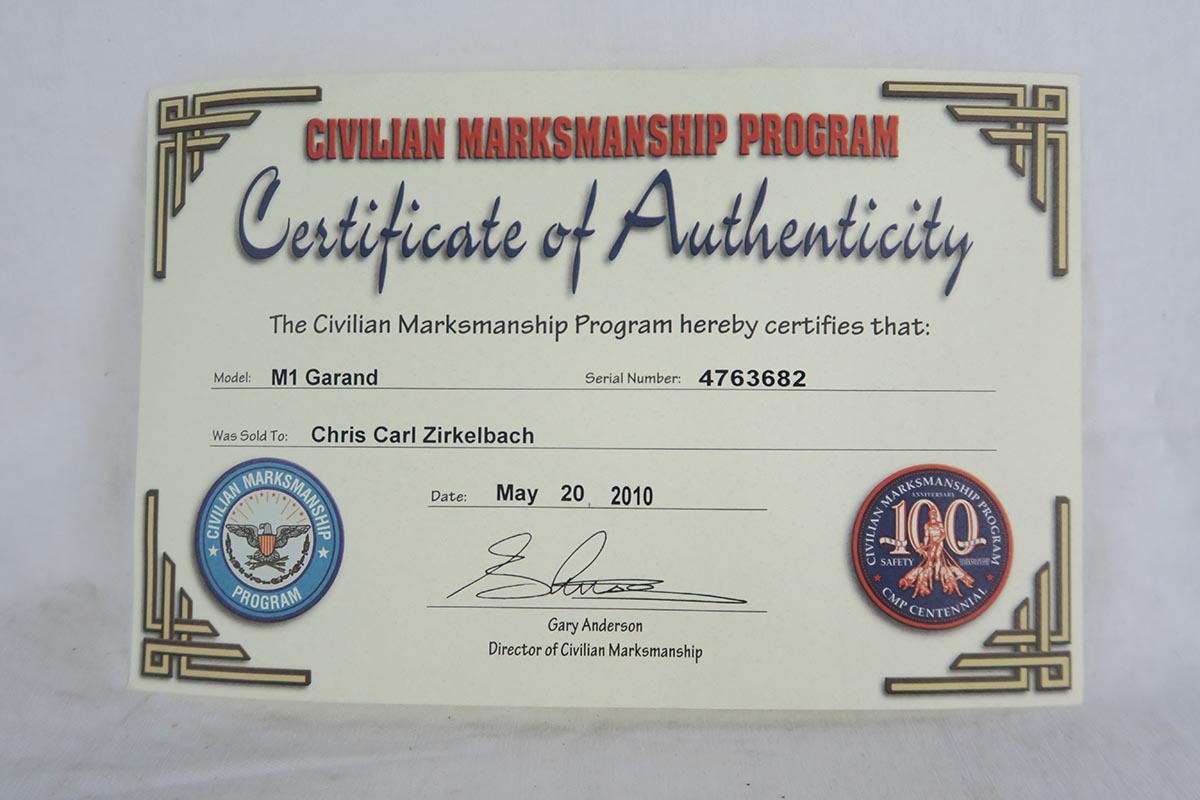 CIVILIAN MARKSMANSHIP PROGRAM
Certificate of Authenticity
The Civilian Marksmanship Program hereby certifies that:
Model: M1 Garand Serial Number: 4763682
Was Sold To: Chris Carl Zirkelbach
Date: May 20, 2010
Gary Anderson
Director of Civilian Marksmanship
CIVILIAN MARKSMANSHIP
PROGRAM
CIVILIAN MARKSMANSHIP PROGRAM
ANNIVERSARY
100
SAFETY MARKSMANSHIP
CMP CENTENNIAL